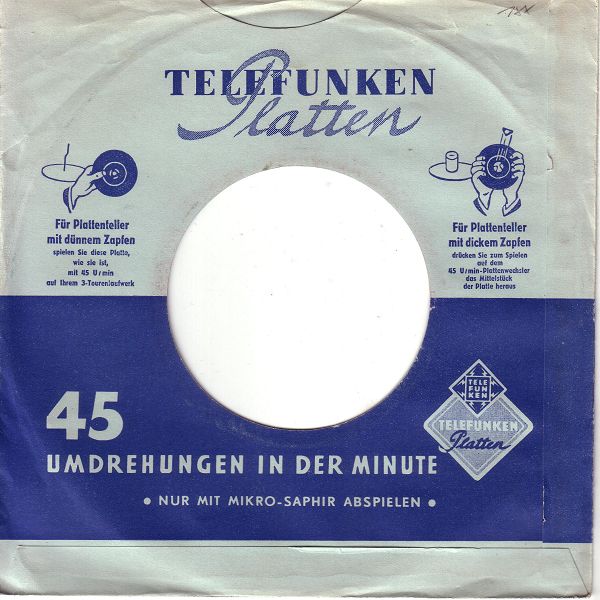 TELEFUNKEN
Platten
Für Plattenteller
mit dünnem Zapfen
spielen Sie diese Platte,
wie sie ist,
mit 45 U/min
auf Ihrem 3-Tourenlaufwerk
Für Plattenteller
mit dickem Zapfen
drücken Sie zum Spielen
auf dem
45 U/min-Plattenwechsler
das Mittelstück
der Platte heraus
45
UMDREHUNGEN IN DER MINUTE
• NUR MIT MIKRO-SAPHIR ABSPIELEN •
TELE
FUN
KEN
TELEFUNKEN
Platten